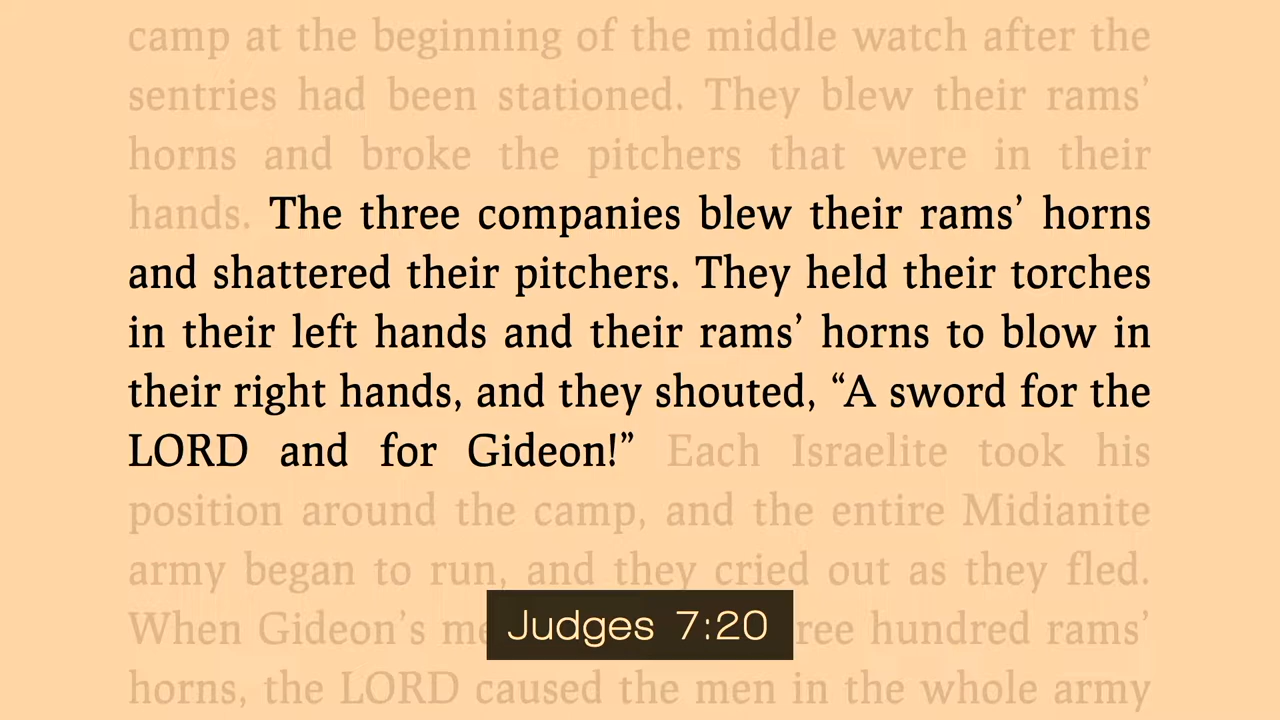 camp at the beginning of the middle watch after the
sentries had been stationed. They blew their rams’
horns and broke the pitchers that were in their
hands. The three companies blew their rams’ horns
and shattered their pitchers. They held their torches
in their left hands and their rams’ horns to blow in
their right hands, and they shouted, “A sword for the
LORD and for Gideon!” Each Israelite took his
position around the camp, and the entire Midianite
army began to run, and they cried out as they fled.
When Gideon’s hundred rams’
Judges 7:20
horns, the LORD caused the men in the whole army